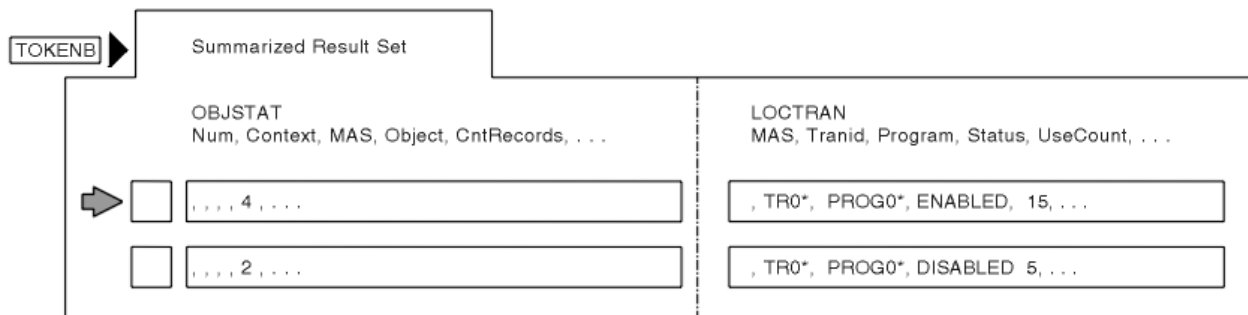 TOKENB
Summarized Result Set
OBJSTAT
Num, Context, MAS, Object, CntRecords, . . .
LOCTRAN
MAS, Tranid, Program, Status, UseCount, . . .
, , , , 4 , . . .
, TR0*, PROG0*, ENABLED, 15, . . .
, , , , 2 , . . .
, TR0*, PROG0*, DISABLED 5, . . .